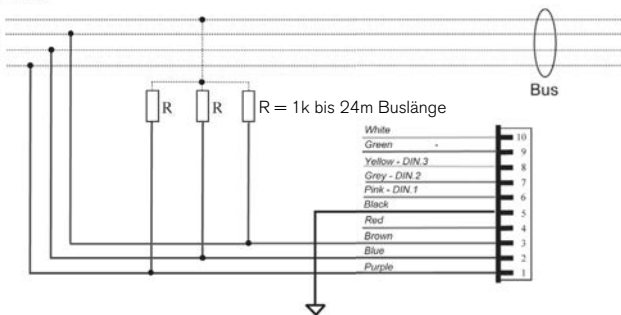 Bus
R
R
R = 1k bis 24m Buslänge
White
10
Green -
9
Yellow - DIN.3
8
Grey - DIN.2
7
Pink - DIN.1
6
Black
5
Red
4
Brown
3
Blue
2
Purple
1